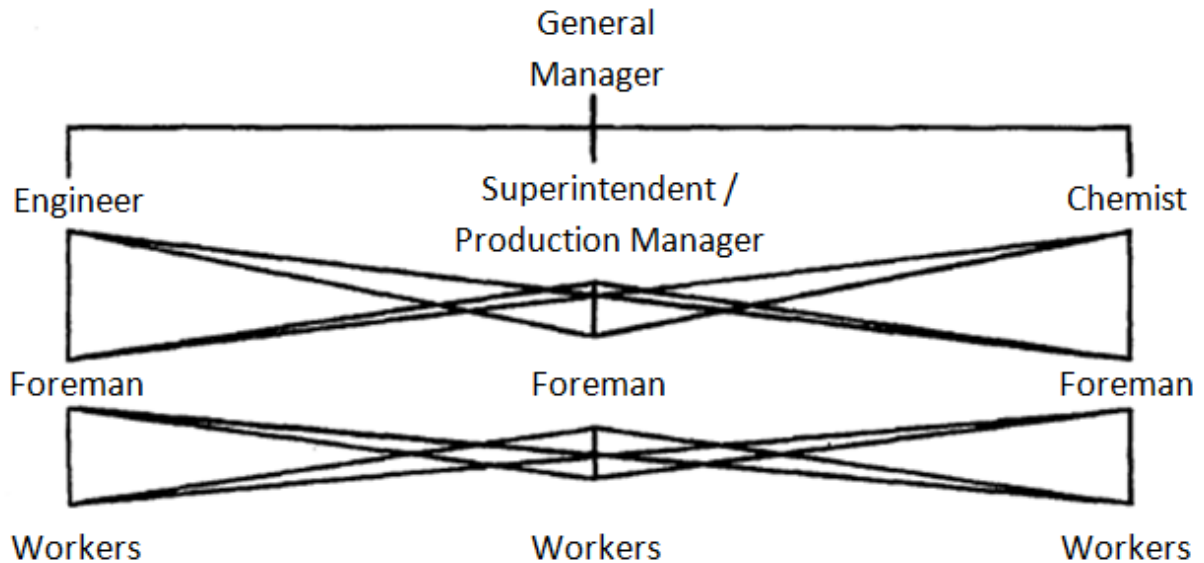 General
Manager
Engineer
Superintendent /
Production Manager
Chemist
Foreman Foreman Foreman
Workers Workers Workers